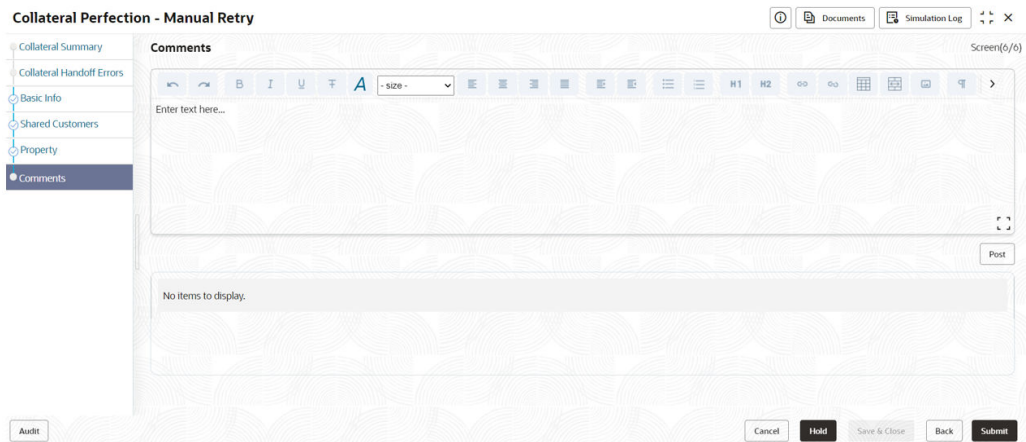 Collateral Perfection - Manual Retry
Documents
Simulation Log
Collateral Summary
Collateral Handoff Errors
Basic Info
Shared Customers
Property
Comments
Comments
Screen(6/6)
B I U T A - size - H1 H2
Enter text here...
Post
No items to display.
Audit
Cancel
Hold
Save & Close
Back
Submit